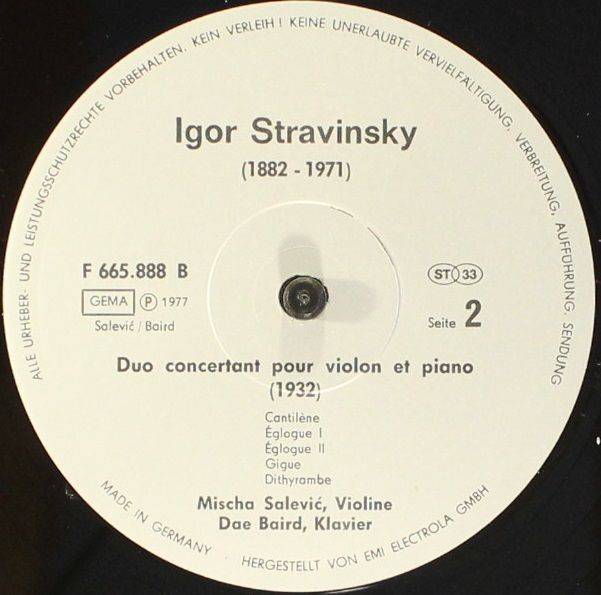 ALLE URHEBER- UND LEISTUNGSSCHUTZRECHTE VORBEHALTEN. KEIN VERLEIH! KEINE UNERLAUBTE VERVIELFÄLTIGUNG, VERBREITUNG, AUFFÜHRUNG, SENDUNG
Igor Stravinsky
(1882 - 1971)
F 665.888 B
ST 33
GEMA P 1977
Salević / Baird
Seite 2
Duo concertant pour violon et piano
(1932)
Cantilène
Églogue I
Églogue II
Gigue
Dithyrambe
Mischa Salević, Violine
Dae Baird, Klavier
MADE IN GERMANY · HERGESTELLT VON EMI ELECTROLA GMBH